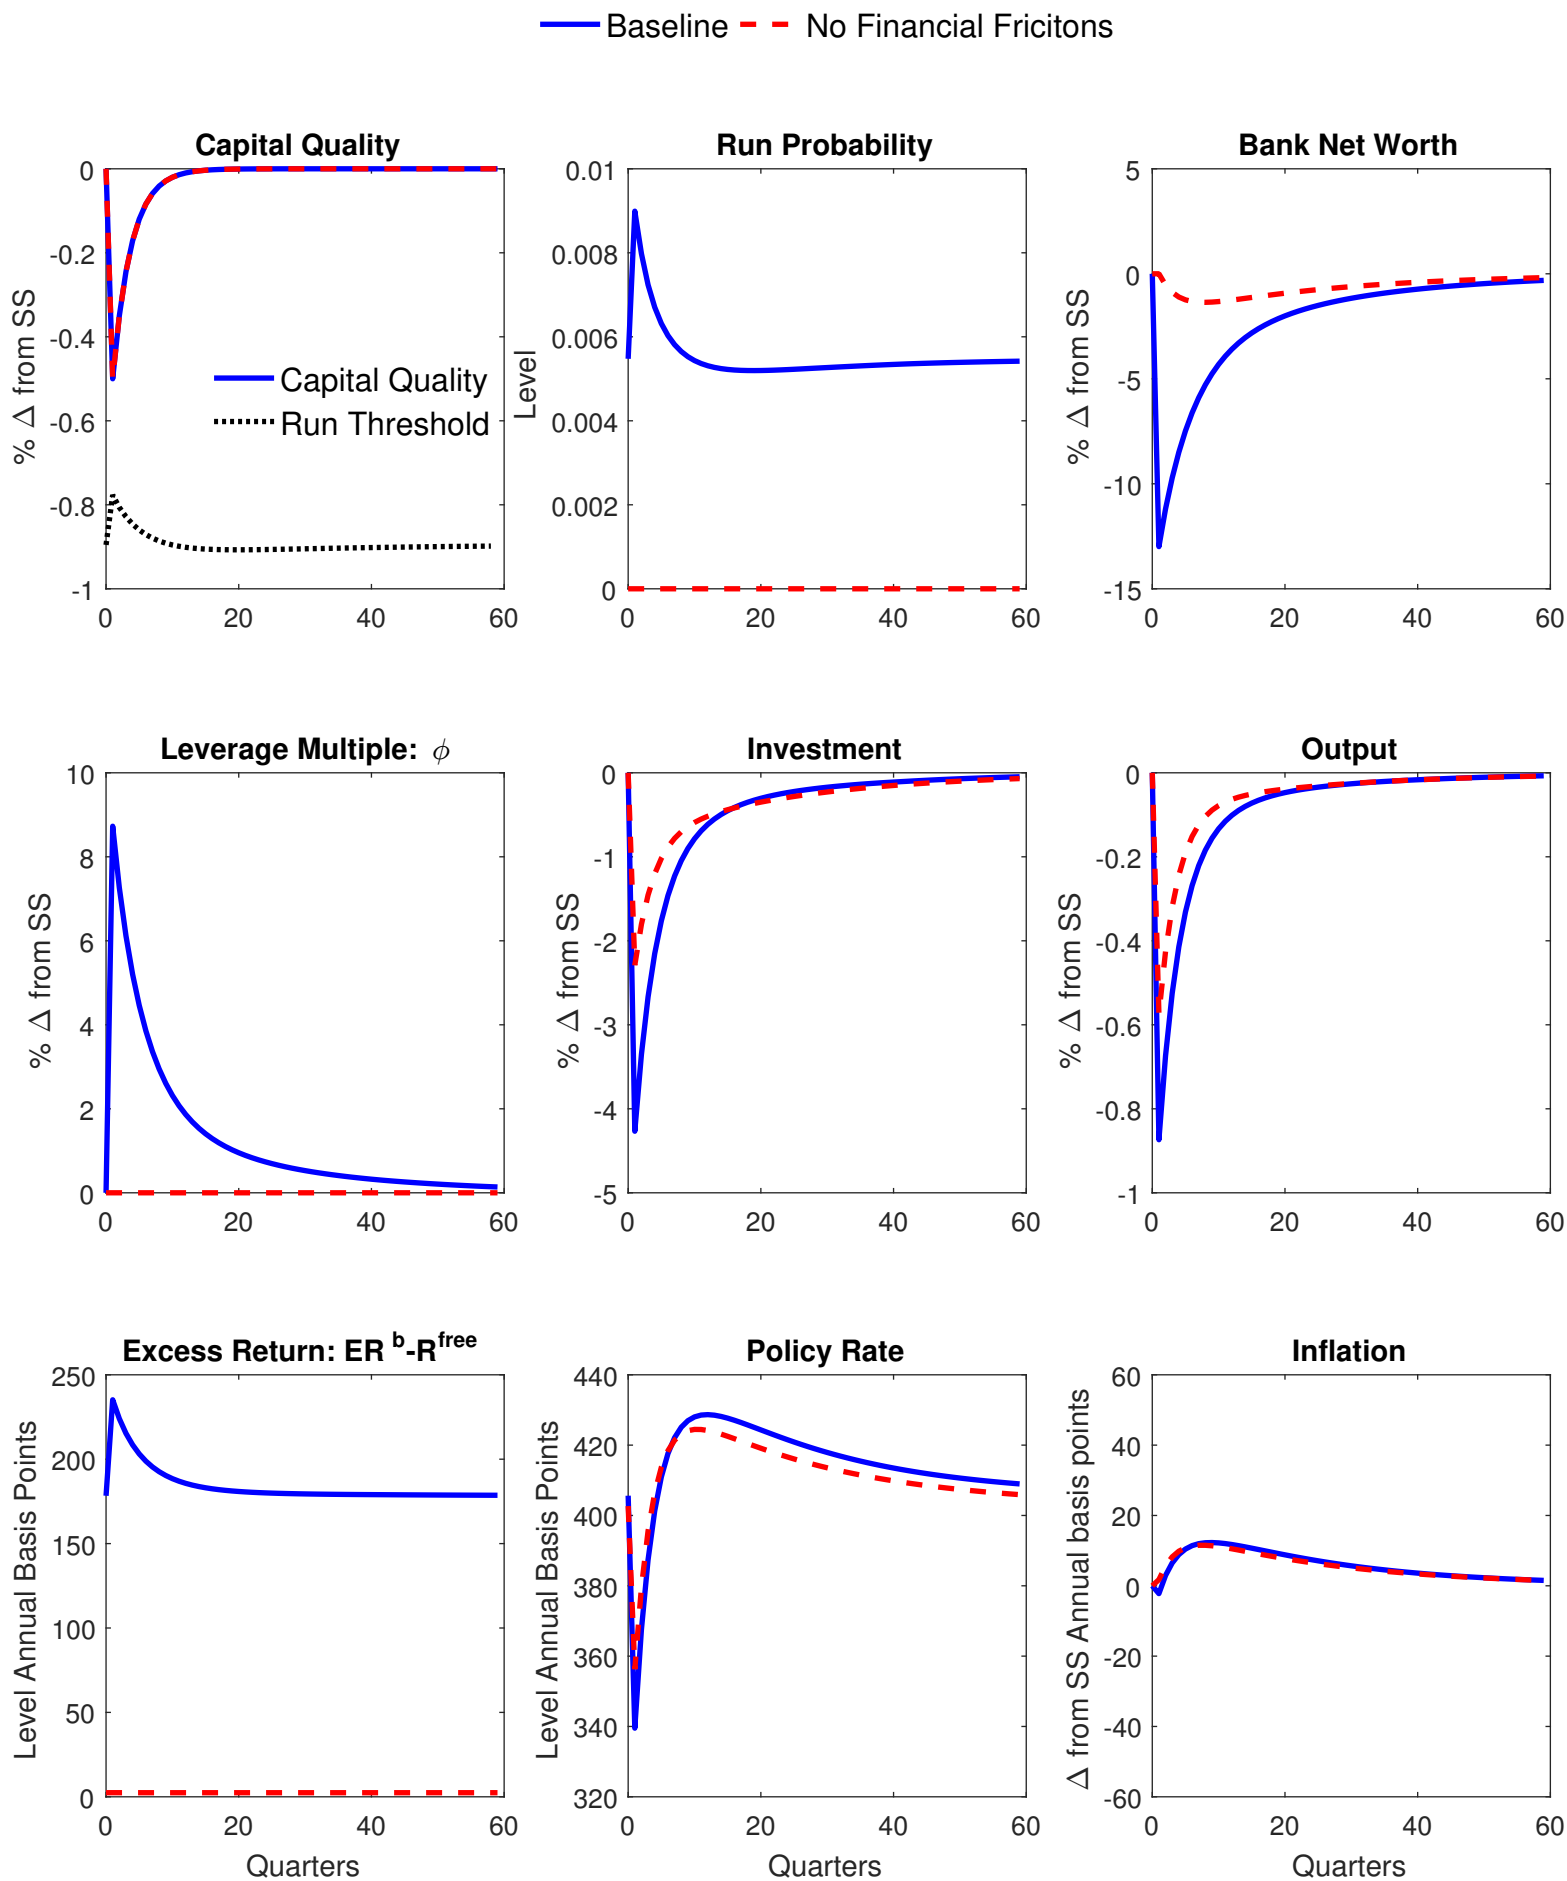 Baseline No Financial Fricitons
Capital Quality
% Δ from SS
0
-0.2
-0.4
-0.6
-0.8
-1
0 20 40 60
Capital Quality
Run Threshold
Run Probability
Level
0.01
0.008
0.006
0.004
0.002
0
0 20 40 60
Bank Net Worth
% Δ from SS
5
0
-5
-10
-15
0 20 40 60
Leverage Multiple: ϕ
% Δ from SS
10
8
6
4
2
0
0 20 40 60
Investment
% Δ from SS
0
-1
-2
-3
-4
-5
0 20 40 60
Output
% Δ from SS
0
-0.2
-0.4
-0.6
-0.8
-1
0 20 40 60
Excess Return: ER b-Rfree
Level Annual Basis Points
250
200
150
100
50
0
0 20 40 60
Quarters
Policy Rate
Level Annual Basis Points
440
420
400
380
360
340
320
0 20 40 60
Quarters
Inflation
Δ from SS Annual basis points
60
40
20
0
-20
-40
-60
0 20 40 60
Quarters